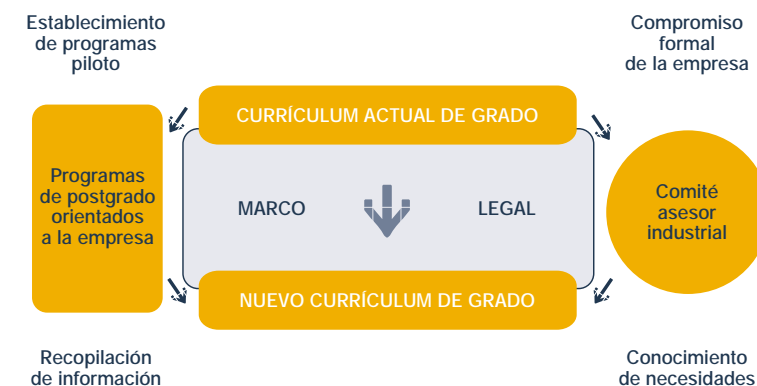 Establecimiento
de programas
piloto
Compromiso
formal
de la empresa
CURRÍCULUM ACTUAL DE GRADO
Programas
de postgrado
orientados
a la empresa
MARCO
LEGAL
Comité
asesor
industrial
NUEVO CURRÍCULUM DE GRADO
Recopilación
de información
Conocimiento
de necesidades